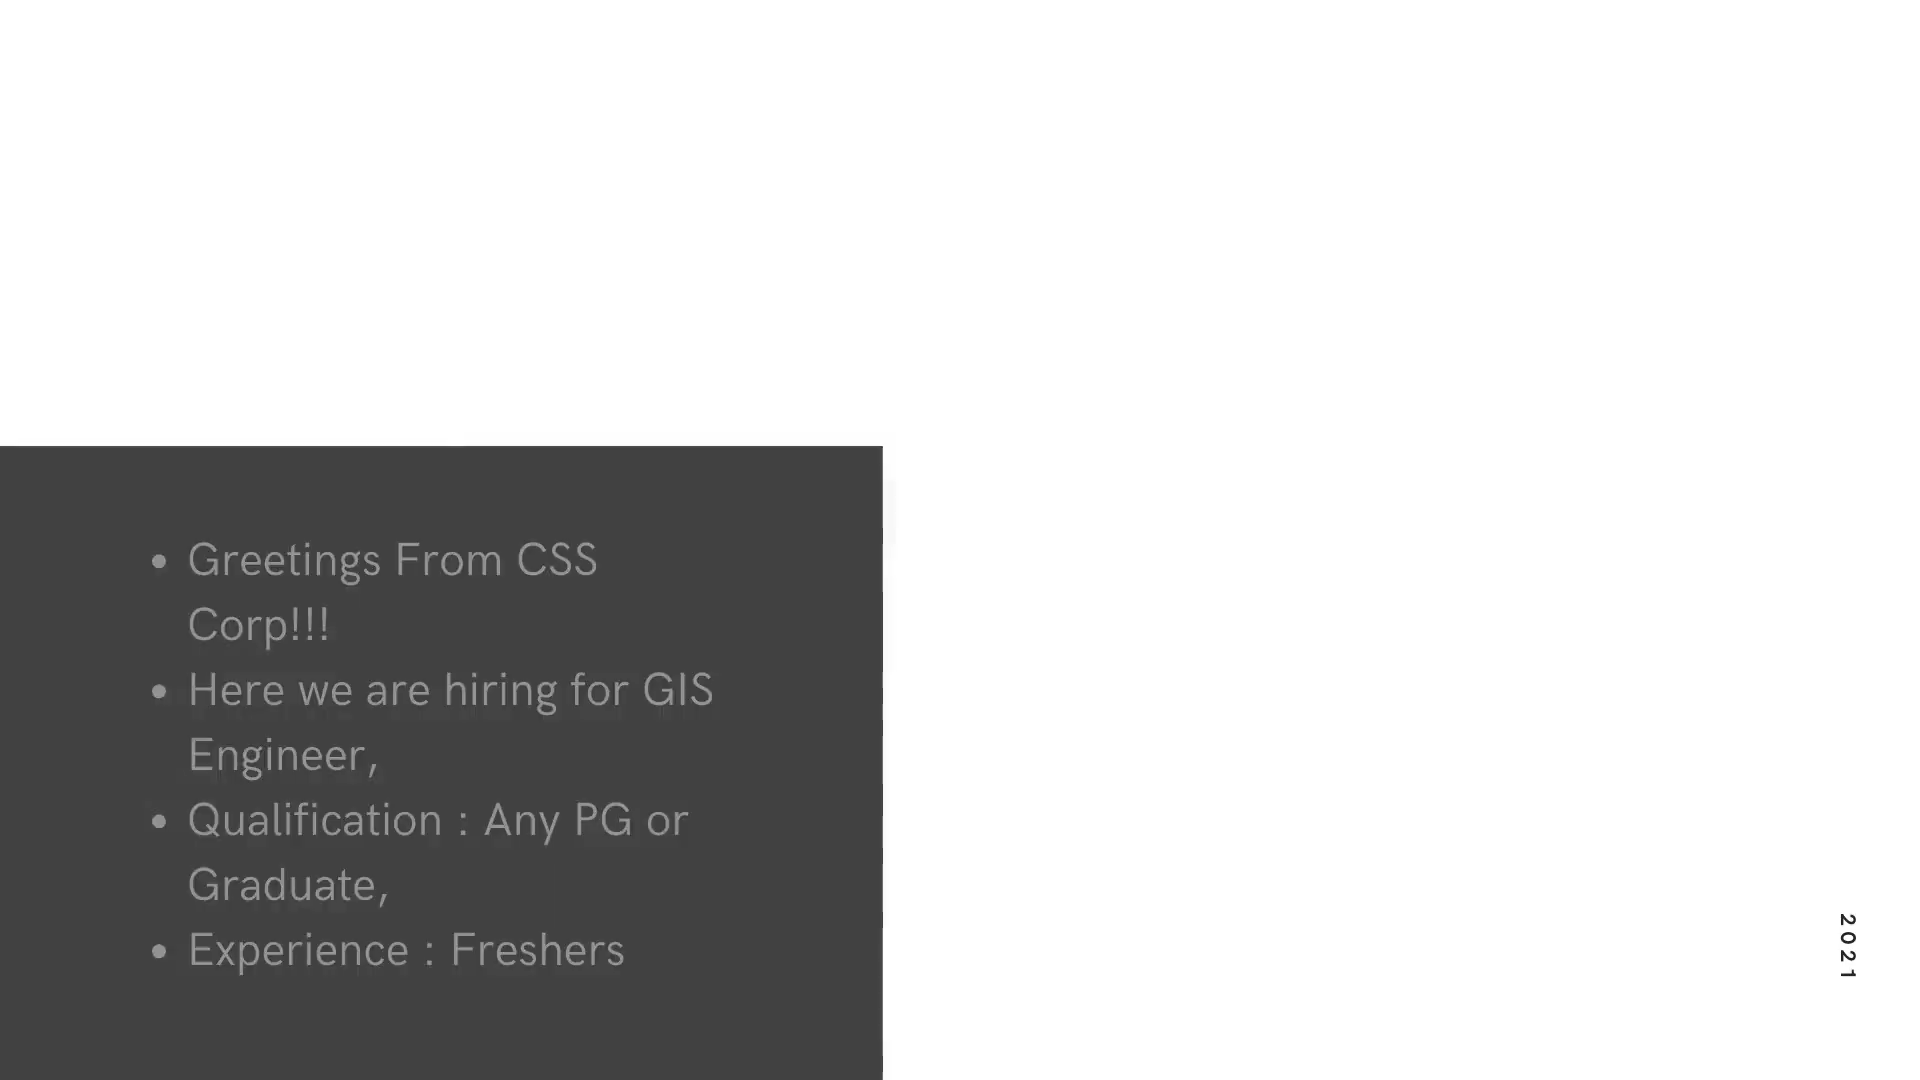 • Greetings From CSS
Corp!!!
• Here we are hiring for GIS
Engineer,
• Qualification : Any PG or
Graduate,
• Experience : Freshers
2021